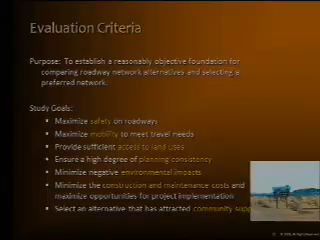 Evaluation Criteria
Purpose: To establish a reasonably objective foundation for
comparing roadway network alternatives and selecting a
preferred network.
Study Goals:
Maximize safety on roadways
Maximize mobility to meet travel needs
Provide sufficient access to land uses
Ensure a high degree of planning consistency
Minimize negative environmental impacts
Minimize the construction and maintenance costs and
maximize opportunities for project implementation
Select an alternative that has attracted community supp